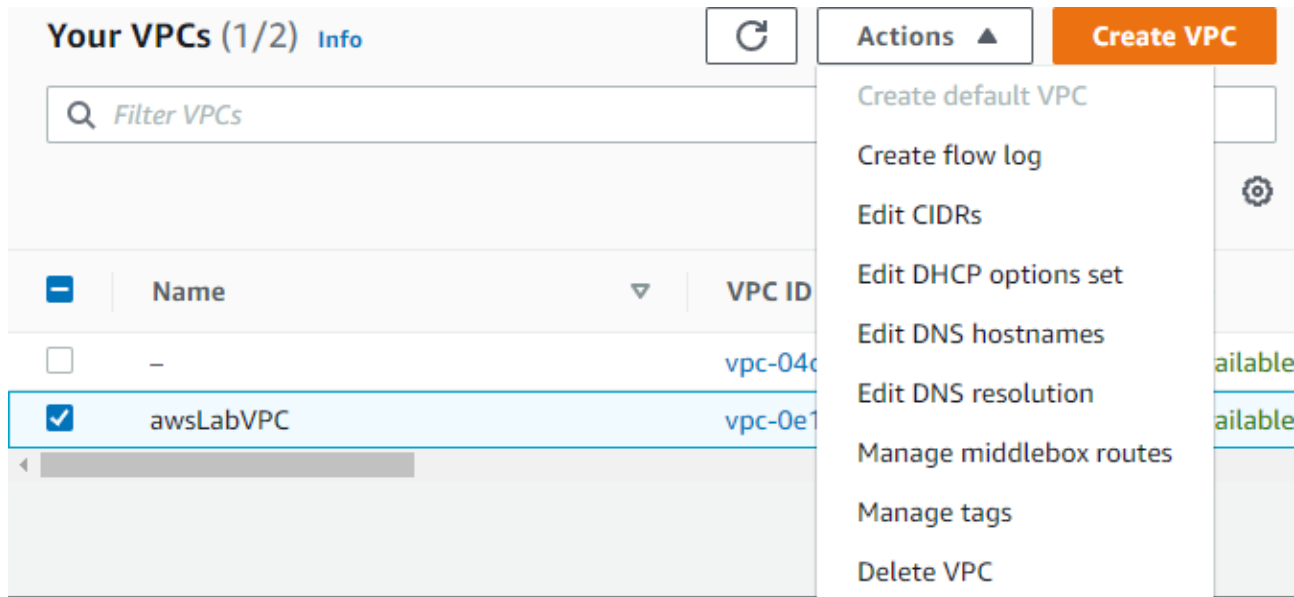 Your VPCs (1/2) Info
Actions
Create VPC
Filter VPCs
Create default VPC
Create flow log
Edit CIDRs
Edit DHCP options set
Edit DNS hostnames
Edit DNS resolution
Manage middlebox routes
Manage tags
Delete VPC
Name VPC ID
– vpc-04 ailable
awsLabVPC vpc-0e1 ailable